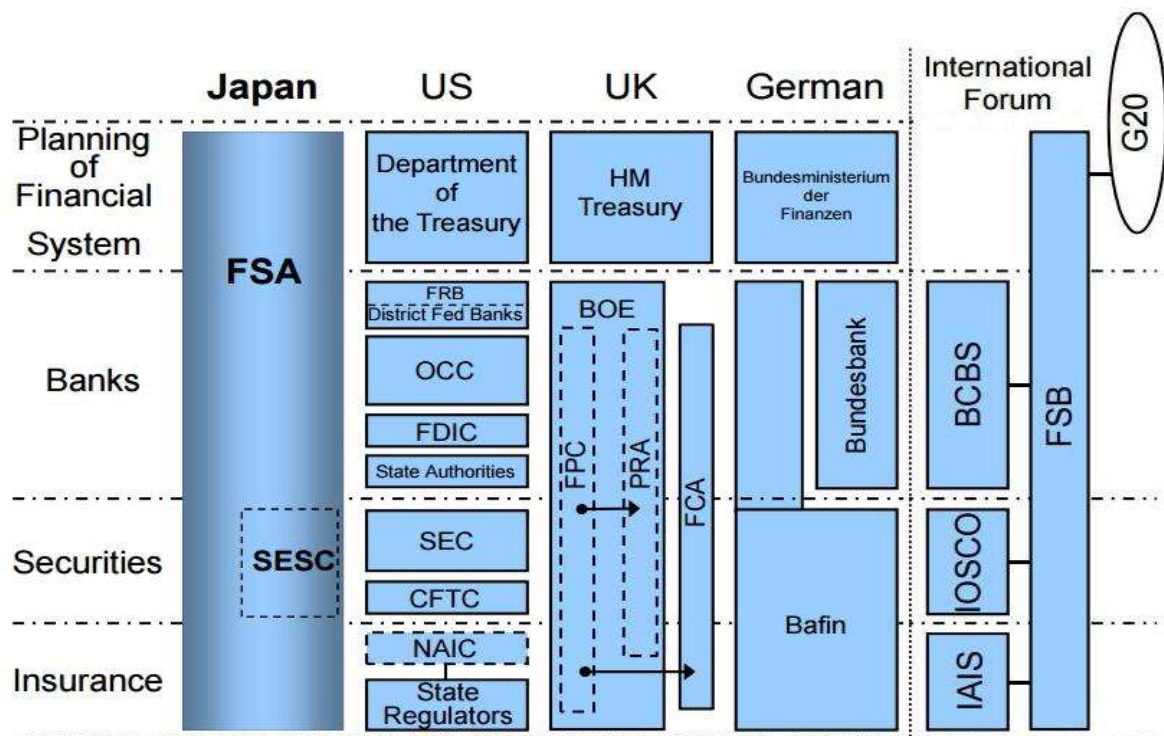 Japan
US
UK
German
International
Forum
G20
Planning
of
Financial
System
FSA
Department
of
the Treasury
HM
Treasury
Bundesministerium
der
Finanzen
FSB
Banks
FRB
District Fed Banks
OCC
FDIC
State Authorities
BOE
FPC
PRA
FCA
Bundesbank
BCBS
Securities
SESC
SEC
CFTC
Bafin
IOSCO
Insurance
NAIC
State
Regulators
IAIS